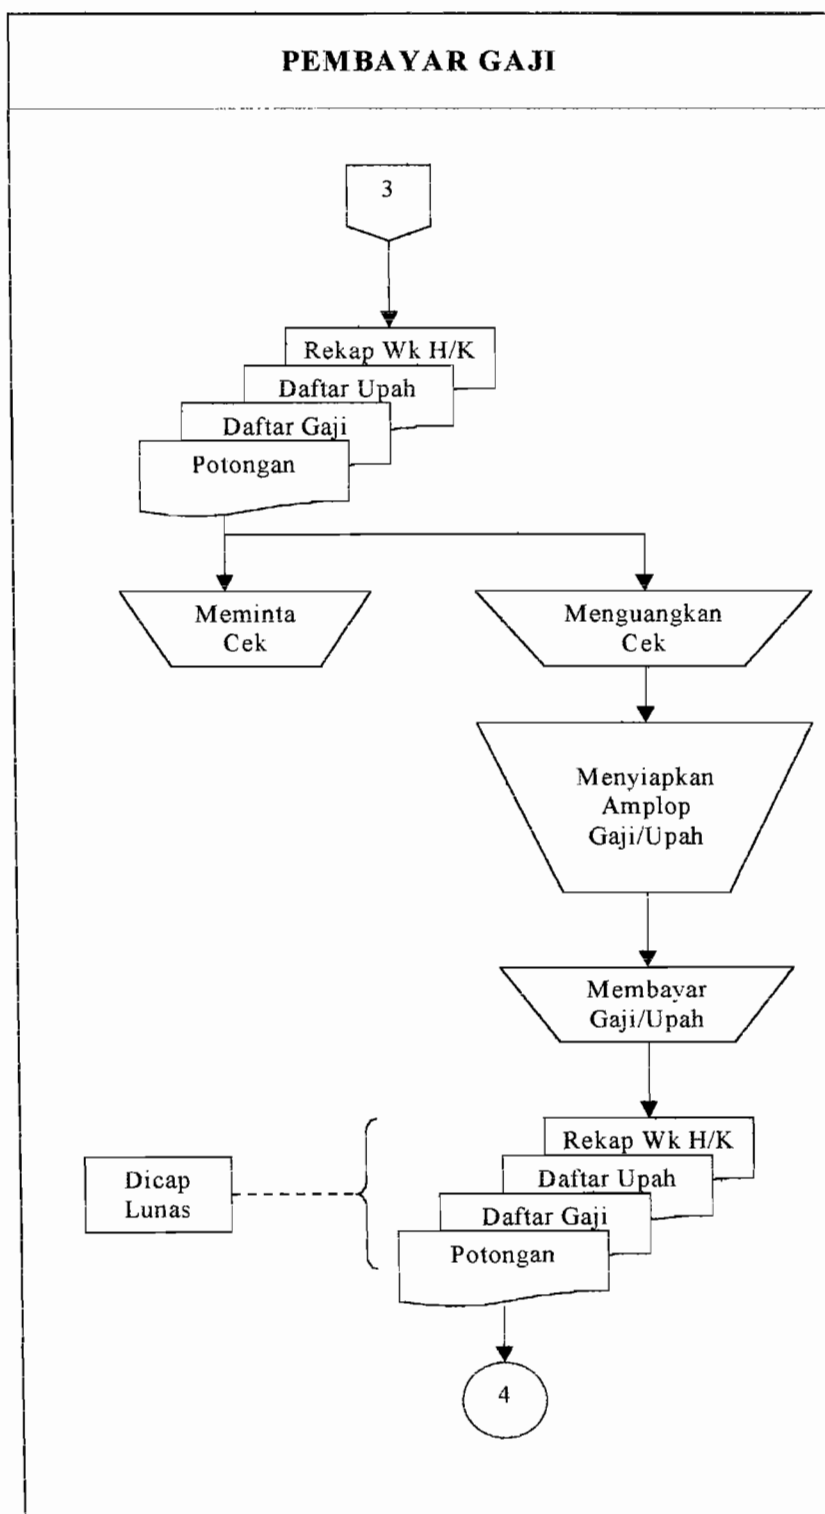 PEMBAYAR GAJI
3
Rekap Wk H/K
Daftar Upah
Daftar Gaji
Potongan
Meminta
Cek
Menguangkan
Cek
Menyiapkan
Amplop
Gaji/Upah
Membayar
Gaji/Upah
Dicap
Lunas
Rekap Wk H/K
Daftar Upah
Daftar Gaji
Potongan
4